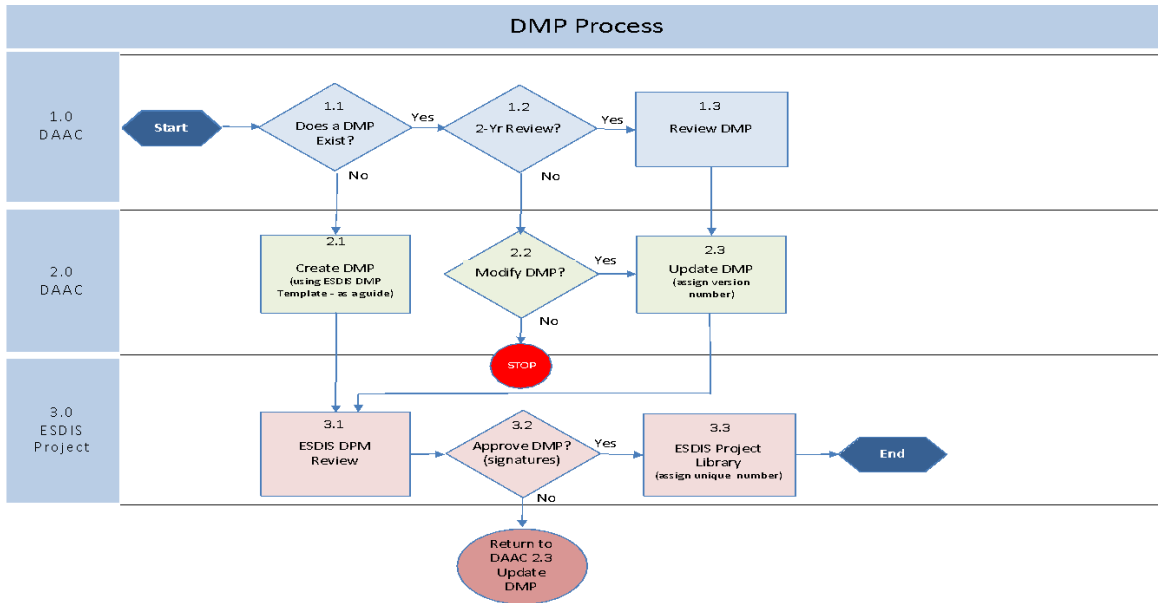 DMP Process
1.0
DAAC
Start
1.1
Does a DMP
Exist?
Yes
No
1.2
2-Yr Review?
Yes
No
1.3
Review DMP
2.0
DAAC
2.1
Create DMP
(using ESDIS DMP
Template - as a guide)
2.2
Modify DMP?
Yes
No
STOP
2.3
Update DMP
(assign version
number)
3.0
ESDIS
Project
3.1
ESDIS DPM
Review
3.2
Approve DMP?
(signatures)
Yes
No
3.3
ESDIS Project
Library
(assign unique number)
End
Return to
DAAC 2.3
Update
DMP